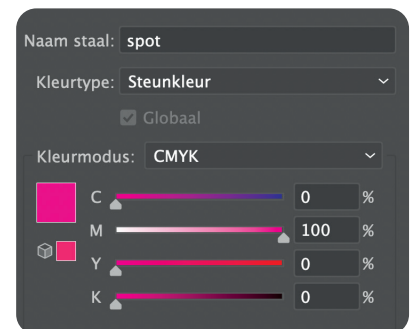 Naam staal: spot
Kleurtype: Steunkleur
Globaal
Kleurmodus: CMYK
C 0 %
M 100 %
Y 0 %
K 0 %